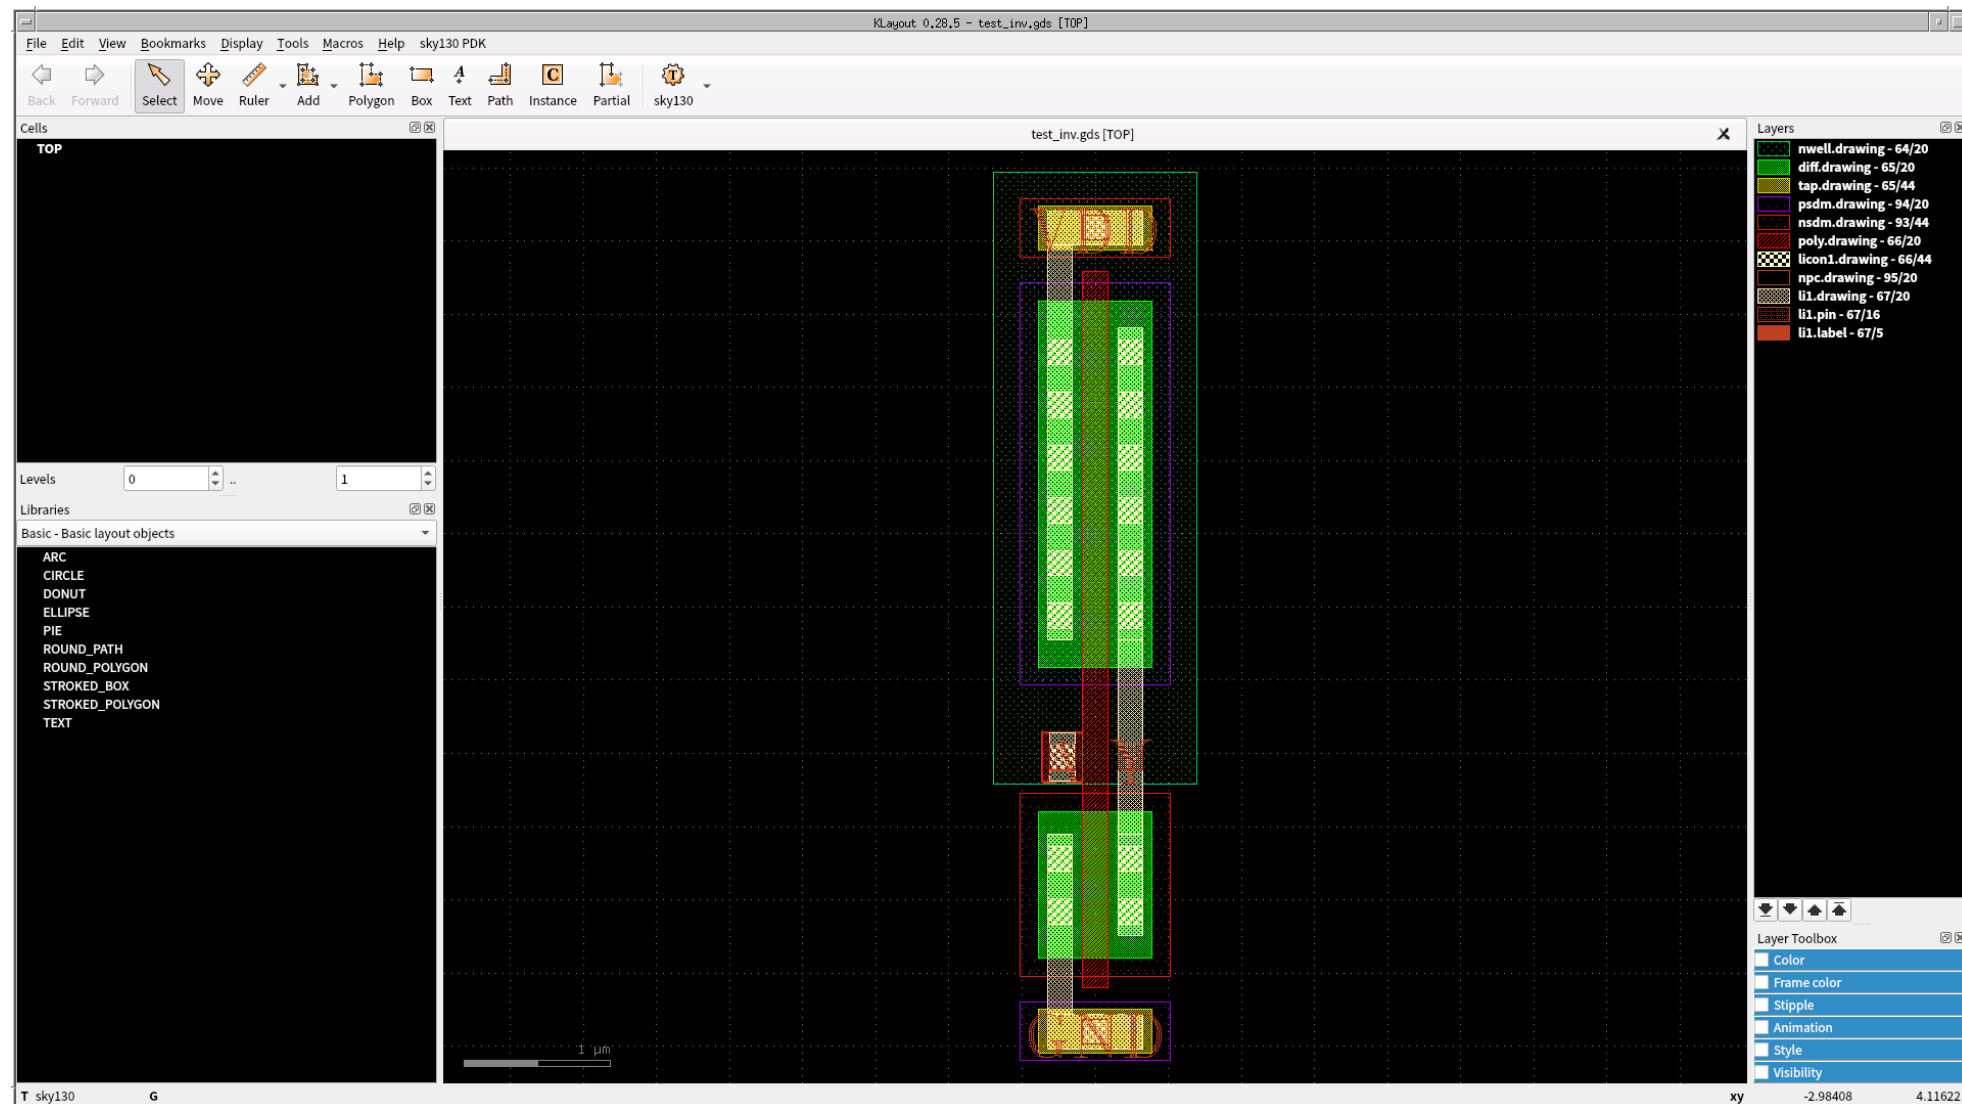 KLayout 0.28.5 - test_inv.gds [TOP]
File Edit View Bookmarks Display Tools Macros Help sky130 PDK
Back Forward Select Move Ruler Add Polygon Box Text Path Instance Partial sky130
Cells
TOP
Levels 0 .. 1
Libraries
Basic - Basic layout objects
ARC
CIRCLE
DONUT
ELLIPSE
PIE
ROUND_PATH
ROUND_POLYGON
STROKED_BOX
STROKED_POLYGON
TEXT
test_inv.gds [TOP]
VDD
Y
GND
1 µm
Layers
nwell.drawing - 64/20
diff.drawing - 65/20
tap.drawing - 65/44
psdm.drawing - 94/20
nsdm.drawing - 93/44
poly.drawing - 66/20
licon1.drawing - 66/44
npc.drawing - 95/20
li1.drawing - 67/20
li1.pin - 67/16
li1.label - 67/5
Layer Toolbox
Color
Frame color
Stipple
Animation
Style
Visibility
T sky130 G xy -2.98408 4.11622